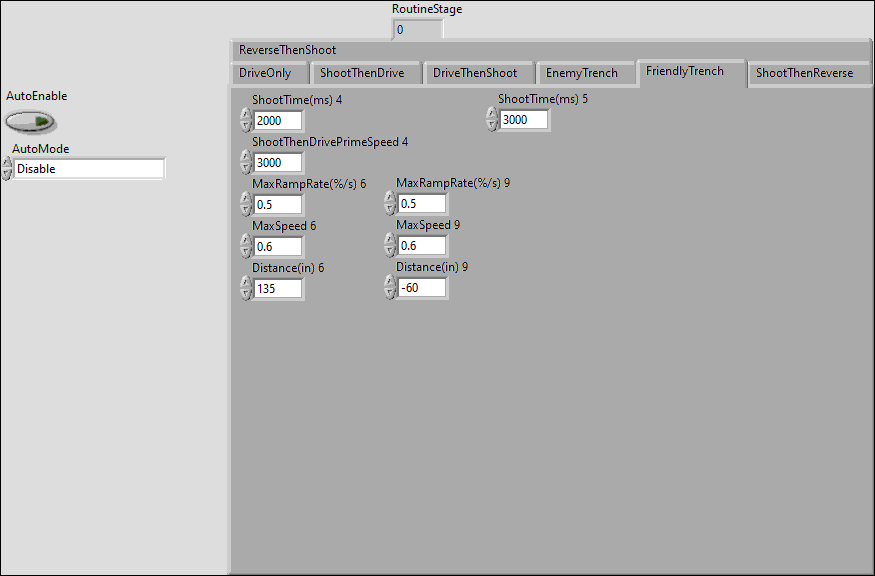 RoutineStage
0
ReverseThenShoot
DriveOnly ShootThenDrive DriveThenShoot EnemyTrench FriendlyTrench ShootThenReverse
AutoEnable
AutoMode
Disable
ShootTime(ms) 4 ShootTime(ms) 5
2000 3000
ShootThenDrivePrimeSpeed 4
3000
MaxRampRate(%/s) 6 MaxRampRate(%/s) 9
0.5 0.5
MaxSpeed 6 MaxSpeed 9
0.6 0.6
Distance(in) 6 Distance(in) 9
135 -60